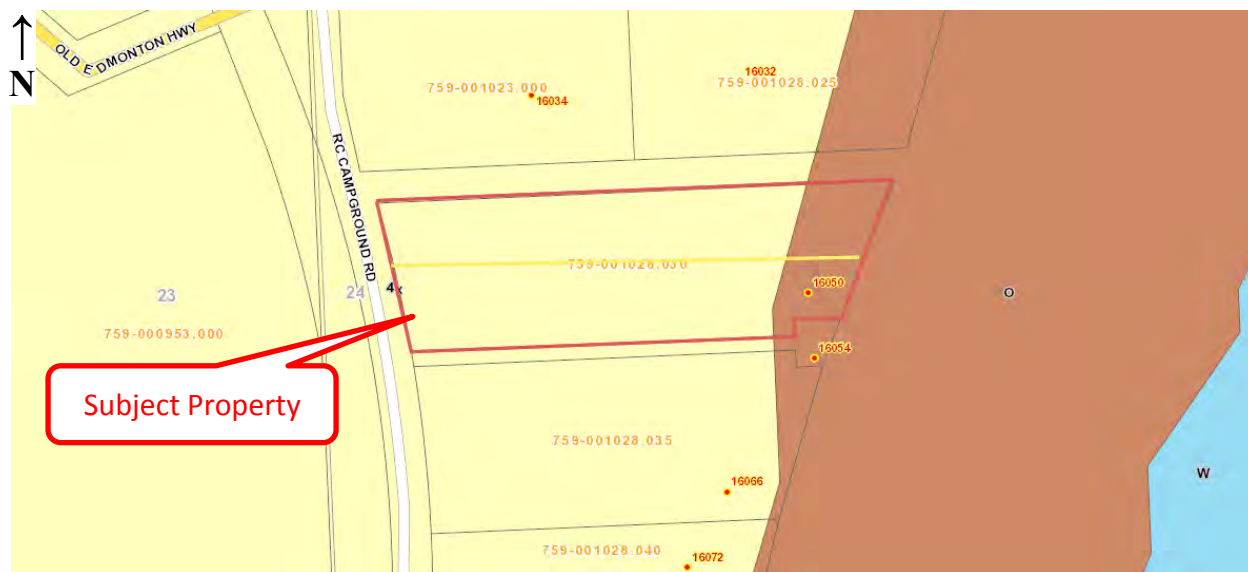 ↑
N
OLD EDMONTON HWY
RC CAMPGROUND RD
16034
759-001023.000
16032
759-001028.025
759-001028.030
16050
16054
23
24
4x
759-000953.000
Subject Property
759-001028.035
16066
759-001028.040
16072
O
W